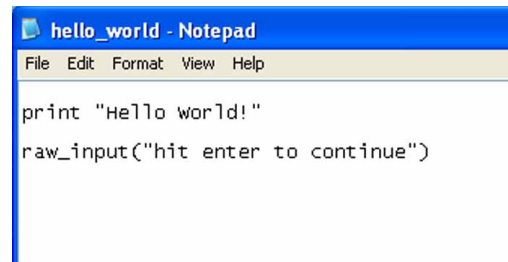 hello_world - Notepad
File Edit Format View Help
print "Hello World!"
raw_input("hit enter to continue")